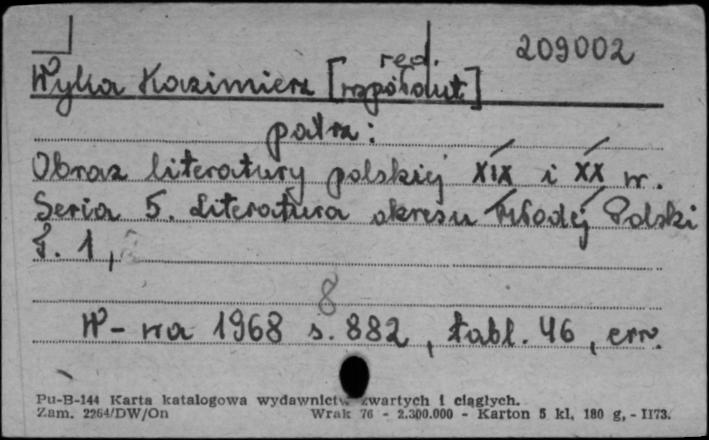 209002
red.
Wyka Kazimierz [współaut.]
patrz:
Obraz literatury polskiej XIX i XX w.
Seria 5. Literatura okresu Młodej Polski
T. 1,
8
W-wa 1968 s. 882, tabl. 46, err.
Pu-B-144 Karta katalogowa wydawnictw zwartych i ciągłych.
Zam. 2264/DW/On Wrak 76 - 2.300.000 - Karton 5 kl. 180 g, - II73.